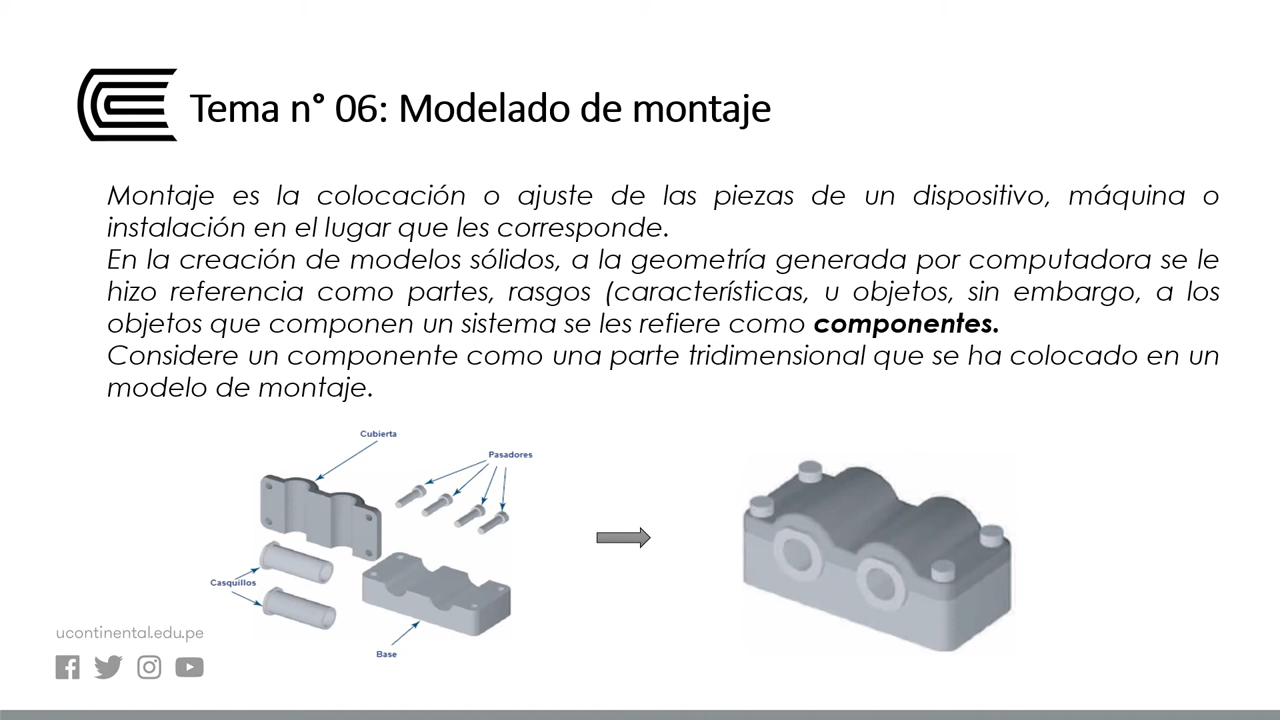 Tema n° 06: Modelado de montaje
Montaje es la colocación o ajuste de las piezas de un dispositivo, máquina o
instalación en el lugar que les corresponde.
En la creación de modelos sólidos, a la geometría generada por computadora se le
hizo referencia como partes, rasgos (características, u objetos, sin embargo, a los
objetos que componen un sistema se les refiere como componentes.
Considere un componente como una parte tridimensional que se ha colocado en un
modelo de montaje.
Cubierta
Pasadores
Casquillos
Base
ucontinental.edu.pe